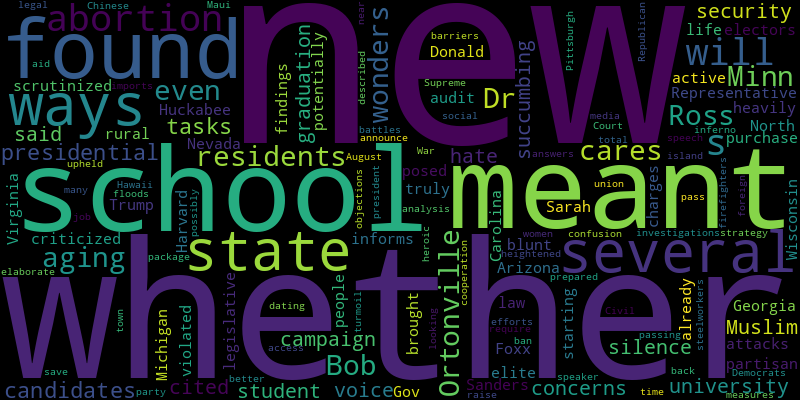 legal
Chinese
Maui
new
near
barriers
Pittsburgh
Republican
security
abortion
found
wonders
Donald
life
electors
will
aid
scrutinized
imports
graduation
potentially
findings
described
Supreme
succumbing
active
Minn
ways
even
Huckabee
audit
Dr
Representative
heavily
tasks
social
media
Court
Ross
said
rural
Nevada
battles
announce
total
speech
inferno
North
purchase
presidential
residents
August
War
hate
answers
cares
s
island
upheld
school
meant
posed
truly
union
pass
firefighters
foreign
Virginia
many
Hawaii
floods
Trump
job
Harvard
possibly
objections
president
analysis
Carolina
Sarah
charges
Wisconsin
criticized
state
informs
heroic
women
confusion
investigations
strategy
aging
package
blunt
heightened
several
elaborate
whether
legislative
dating
turmoil
people
access
brought
looking
Ortonville
cooperation
Arizona
prepared
law
efforts
require
ban
starting
Civil
already
steelworkers
Georgia
Muslim
town
Michigan
violated
campaign
Foxx
passing
silence
attacks
partisan
save
Bob
better
elite
speaker
back
Democrats
candidates
party
cited
student
voice
Gov
Sanders
raise
concerns
time
university
measures